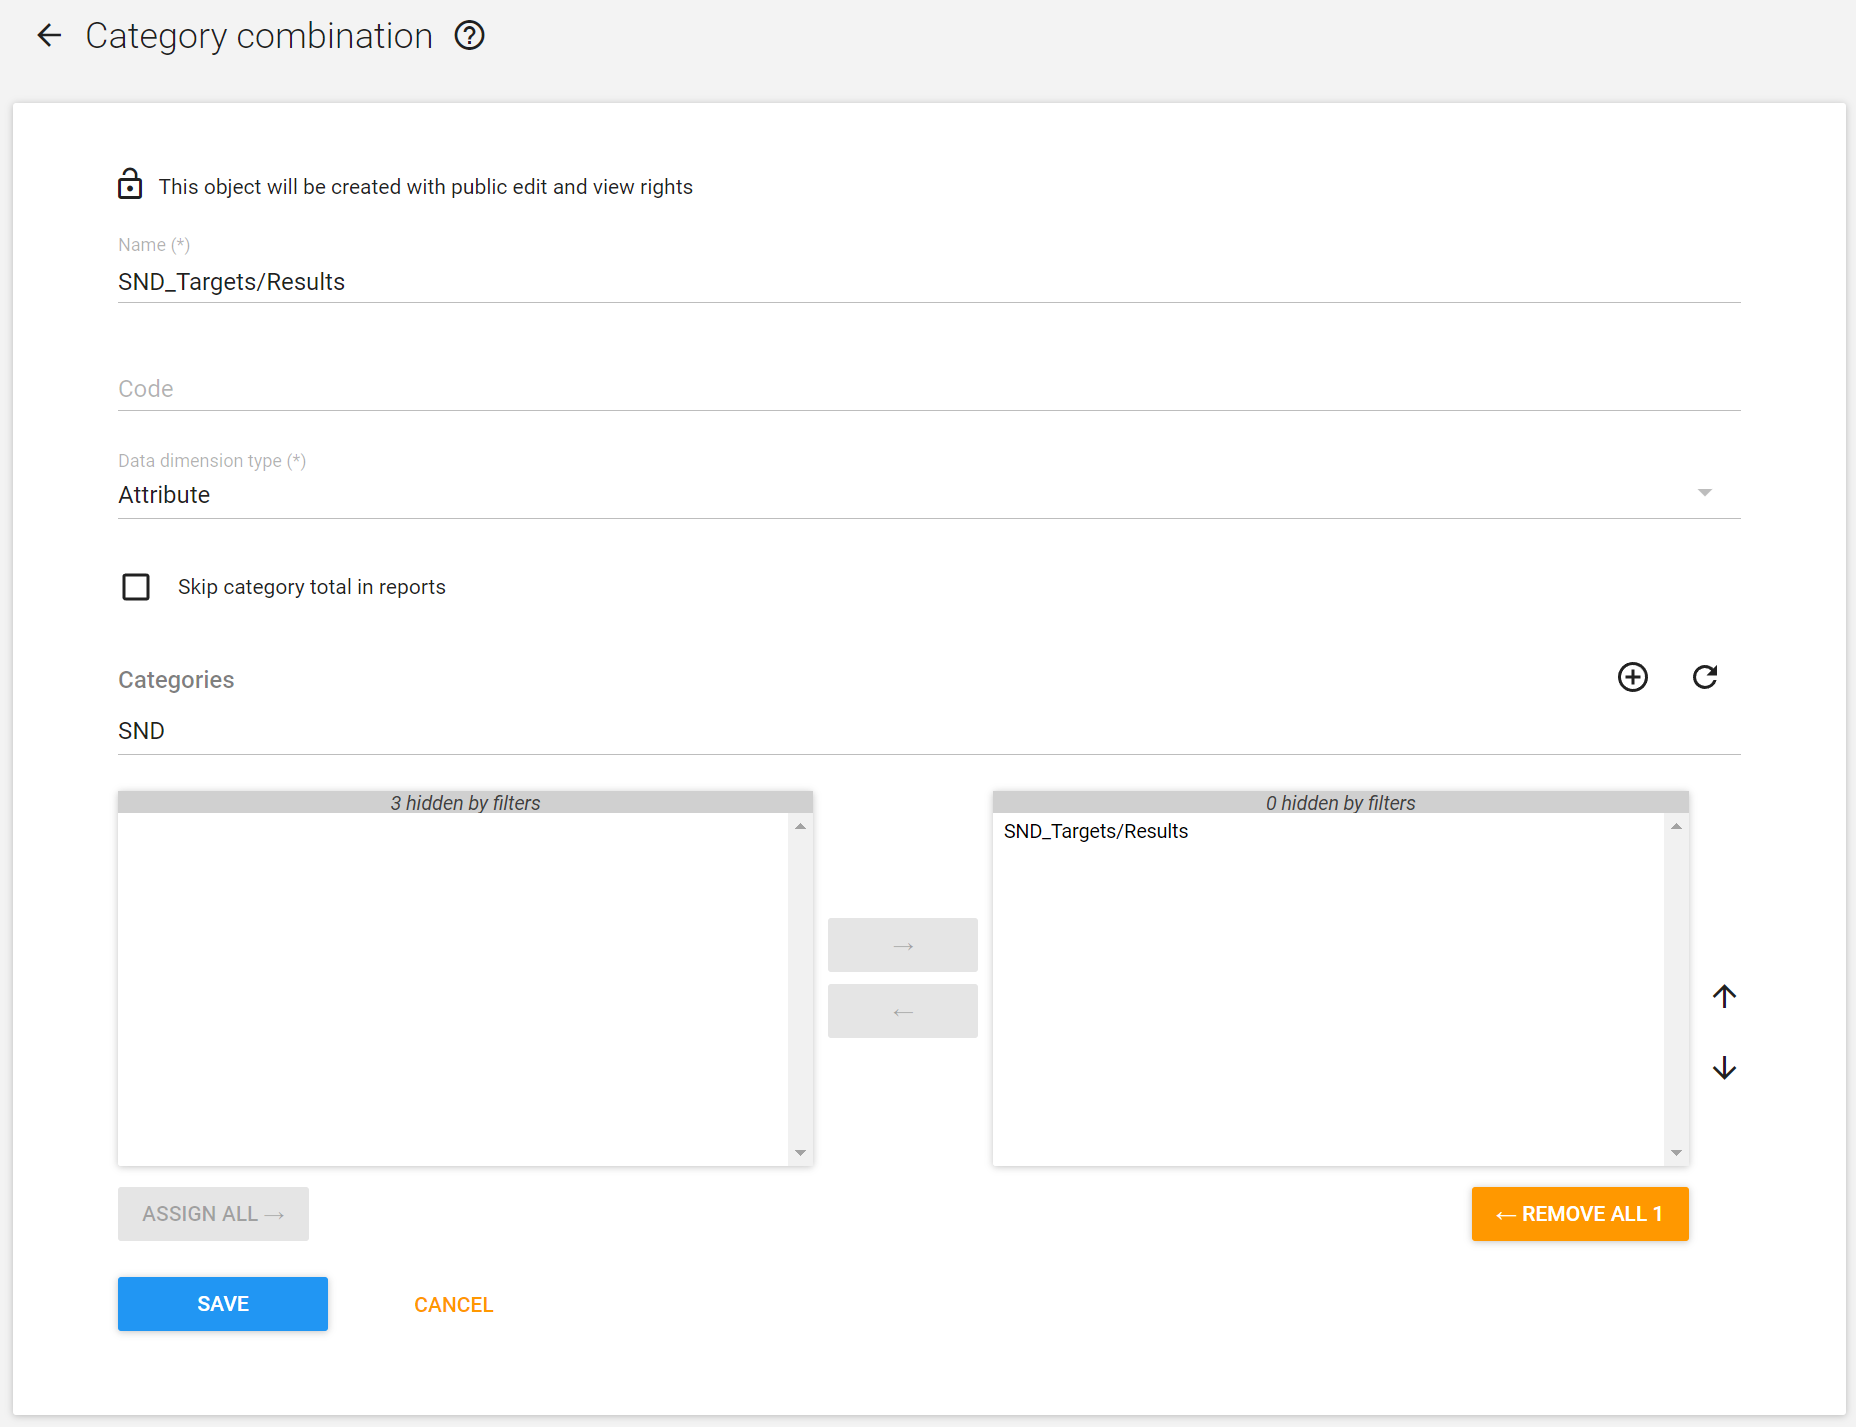 Category combination
This object will be created with public edit and view rights
Name (*)
SND_Targets/Results
Code
Data dimension type (*)
Attribute
Skip category total in reports
Categories
SND
3 hidden by filters
0 hidden by filters
SND_Targets/Results
→
←
ASSIGN ALL →
← REMOVE ALL 1
SAVE
CANCEL